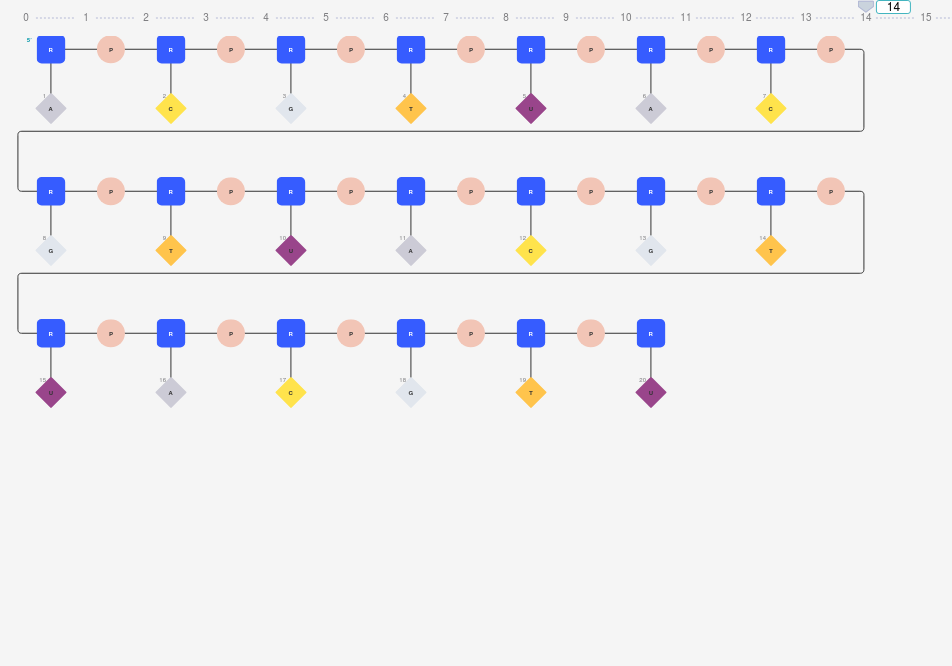 14
0 1 2 3 4 5 6 7 8 9 10 11 12 13 14 15
5'
R P R P R P R P R P R P R P
1 2 3 4 5 6 7
A C G T U A C
R P R P R P R P R P R P R P
8 9 10 11 12 13 14
G T U A C G T
R P R P R P R P R P R
15 16 17 18 19 20
U A C G T U